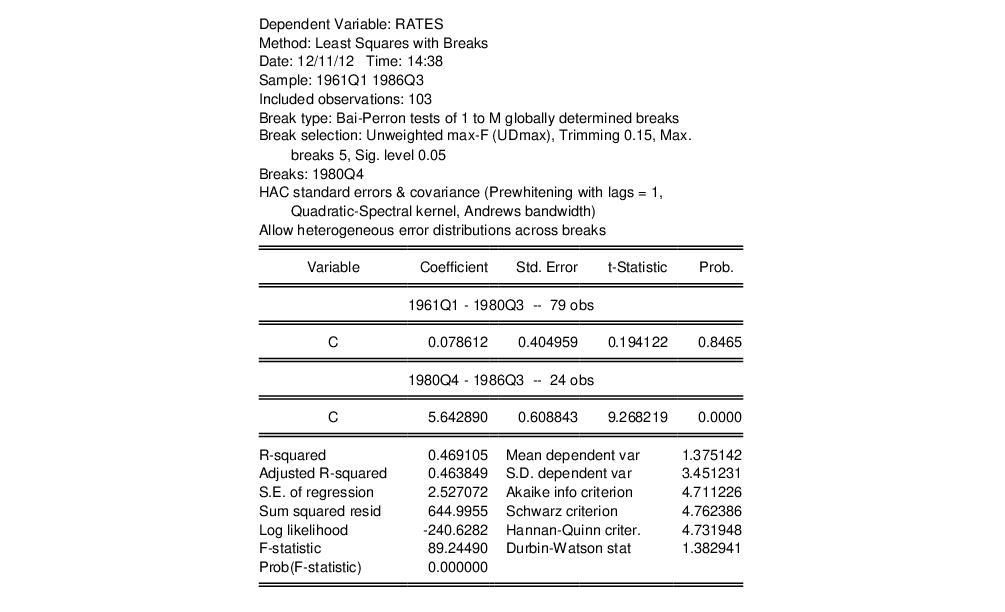 Dependent Variable: RATES
Method: Least Squares with Breaks
Date: 12/11/12 Time: 14:38
Sample: 1961Q1 1986Q3
Included observations: 103
Break type: Bai-Perron tests of 1 to M globally determined breaks
Break selection: Unweighted max-F (UDmax), Trimming 0.15, Max.
breaks 5, Sig. level 0.05
Breaks: 1980Q4
HAC standard errors & covariance (Prewhitening with lags = 1,
Quadratic-Spectral kernel, Andrews bandwidth)
Allow heterogeneous error distributions across breaks
Variable Coefficient Std. Error t-Statistic Prob.
1961Q1 - 1980Q3 -- 79 obs
C 0.078612 0.404959 0.194122 0.8465
1980Q4 - 1986Q3 -- 24 obs
C 5.642890 0.608843 9.268219 0.0000
R-squared 0.469105 Mean dependent var 1.375142
Adjusted R-squared 0.463849 S.D. dependent var 3.451231
S.E. of regression 2.527072 Akaike info criterion 4.711226
Sum squared resid 644.9955 Schwarz criterion 4.762386
Log likelihood -240.6282 Hannan-Quinn criter. 4.731948
F-statistic 89.24490 Durbin-Watson stat 1.382941
Prob(F-statistic) 0.000000